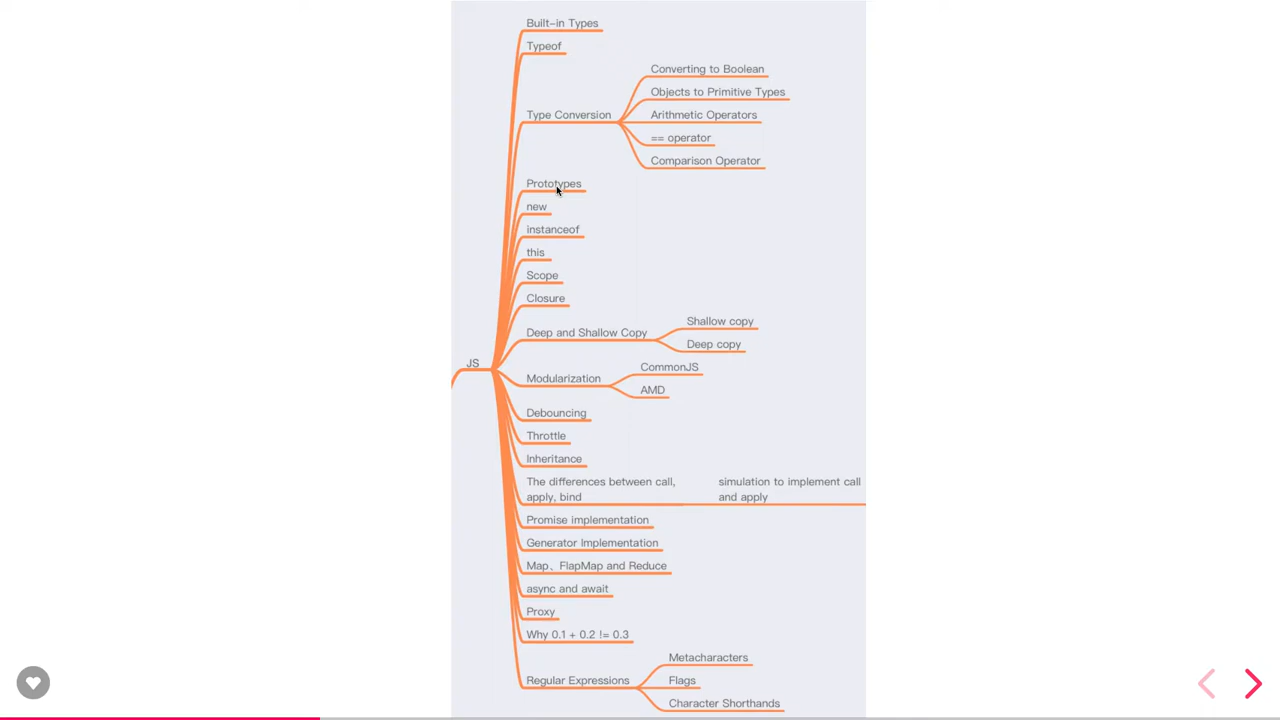 Built-in Types
Typeof
Type Conversion
Converting to Boolean
Objects to Primitive Types
Arithmetic Operators
== operator
Comparison Operator
Prototypes
new
instanceof
this
Scope
Closure
Deep and Shallow Copy
Shallow copy
Deep copy
JS
Modularization
CommonJS
AMD
Debouncing
Throttle
Inheritance
The differences between call,
apply, bind
simulation to implement call
and apply
Promise implementation
Generator Implementation
Map、FlapMap and Reduce
async and await
Proxy
Why 0.1 + 0.2 != 0.3
Regular Expressions
Metacharacters
Flags
Character Shorthands